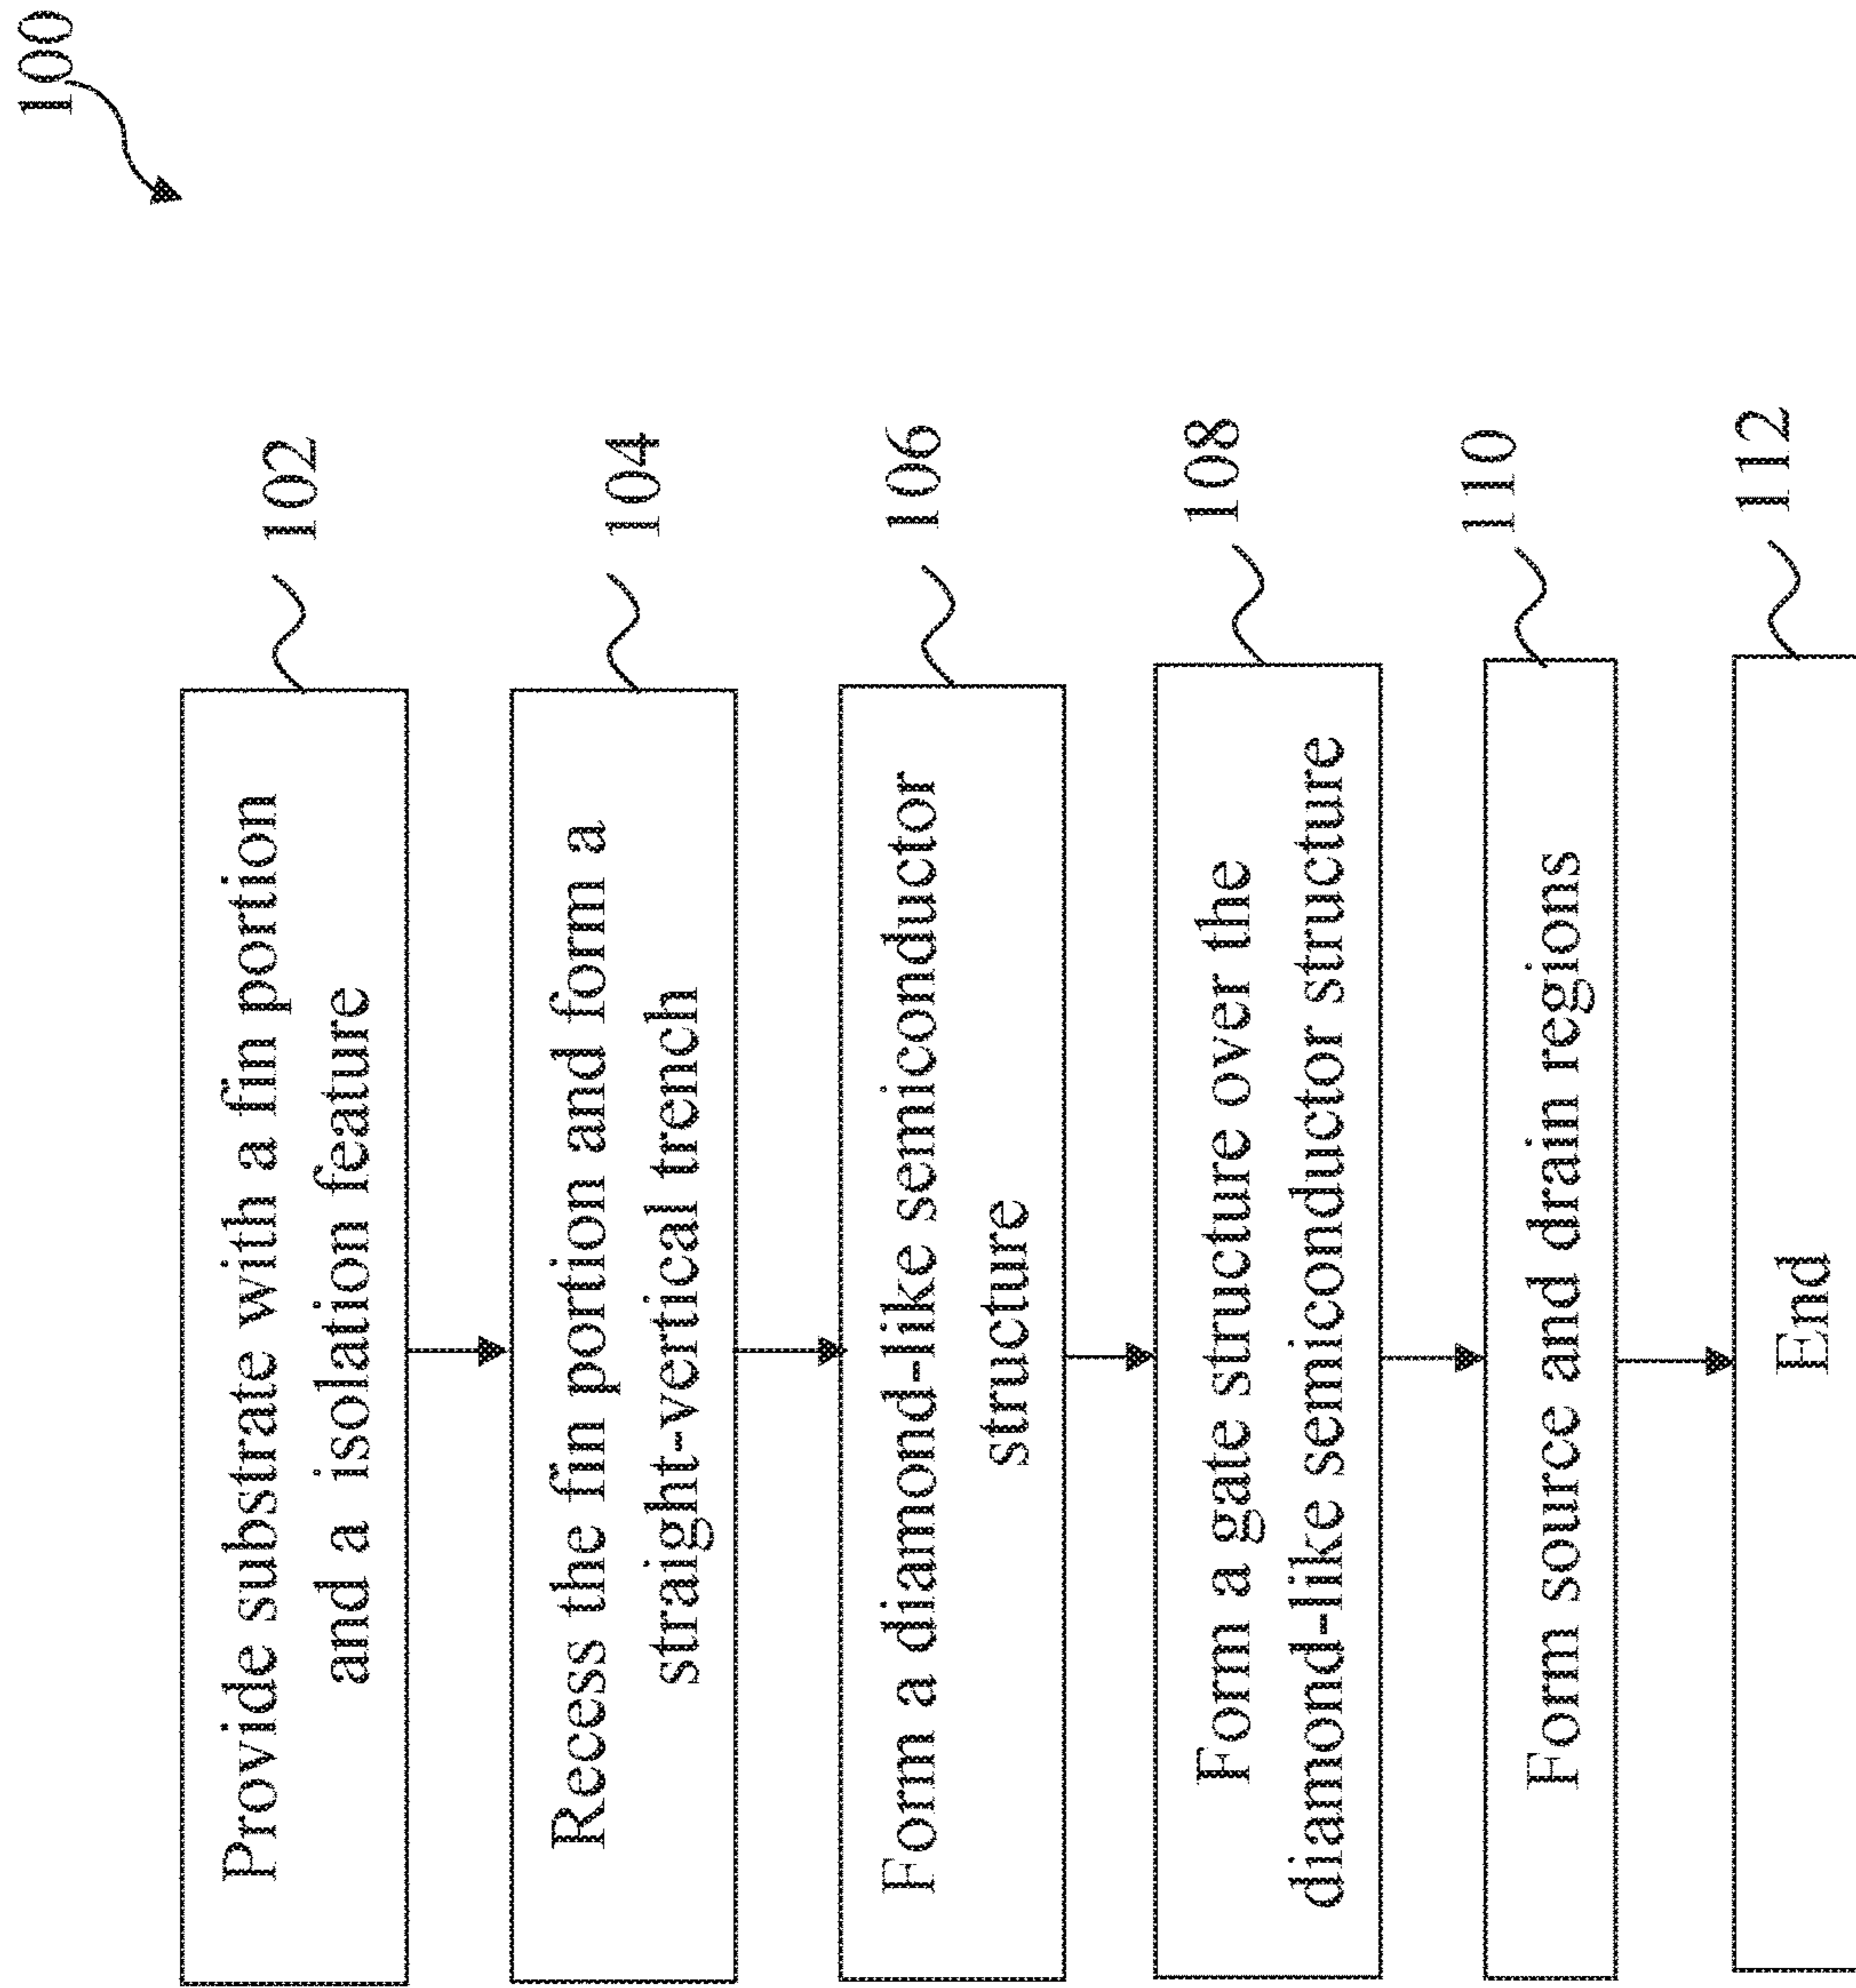 100
Provide substrate with a fin portion
and a isolation feature
102
Recess the fin portion and form a
straight-vertical trench
104
Form a diamond-like semiconductor
structure
106
Form a gate structure over the
diamond-like semiconductor structure
108
Form source and drain regions
110
End
112